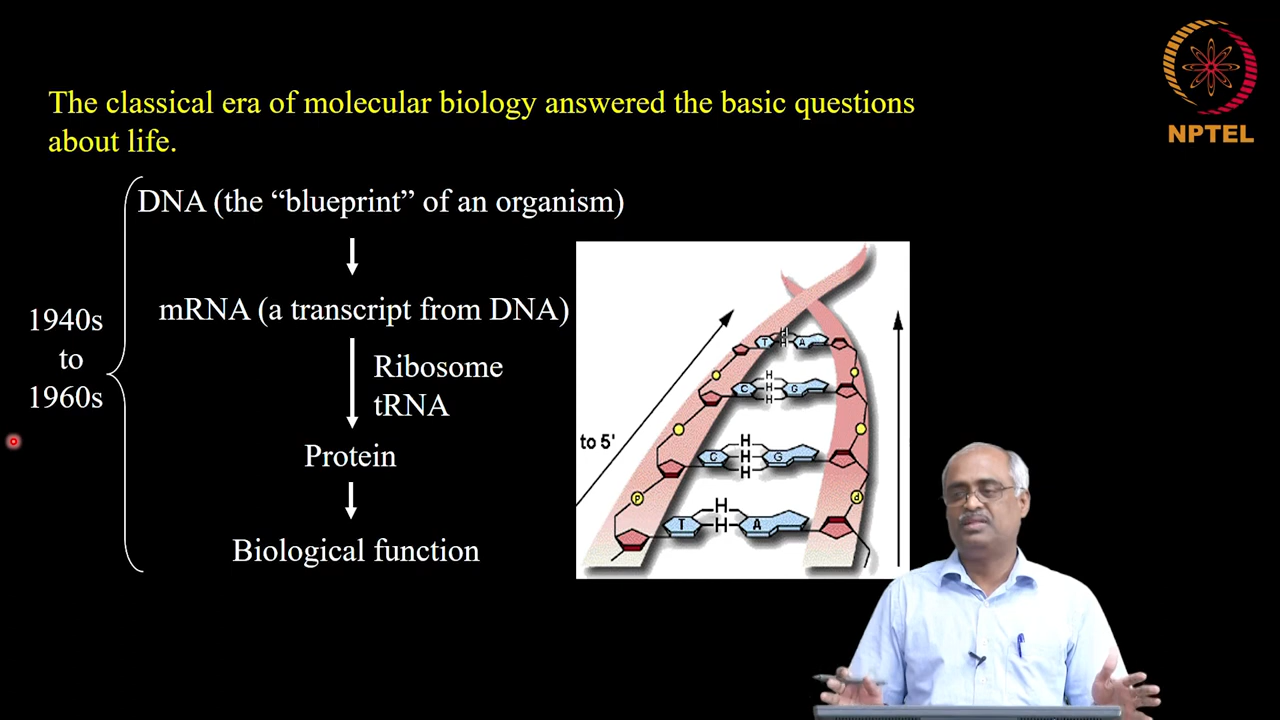 NPTEL
The classical era of molecular biology answered the basic questions
about life.
DNA (the “blueprint” of an organism)
mRNA (a transcript from DNA)
1940s
to
1960s
Ribosome
tRNA
Protein
Biological function
to 5'
H
T H A
H
H
C H G
H
H
C H G
H
P
H
T H A
P